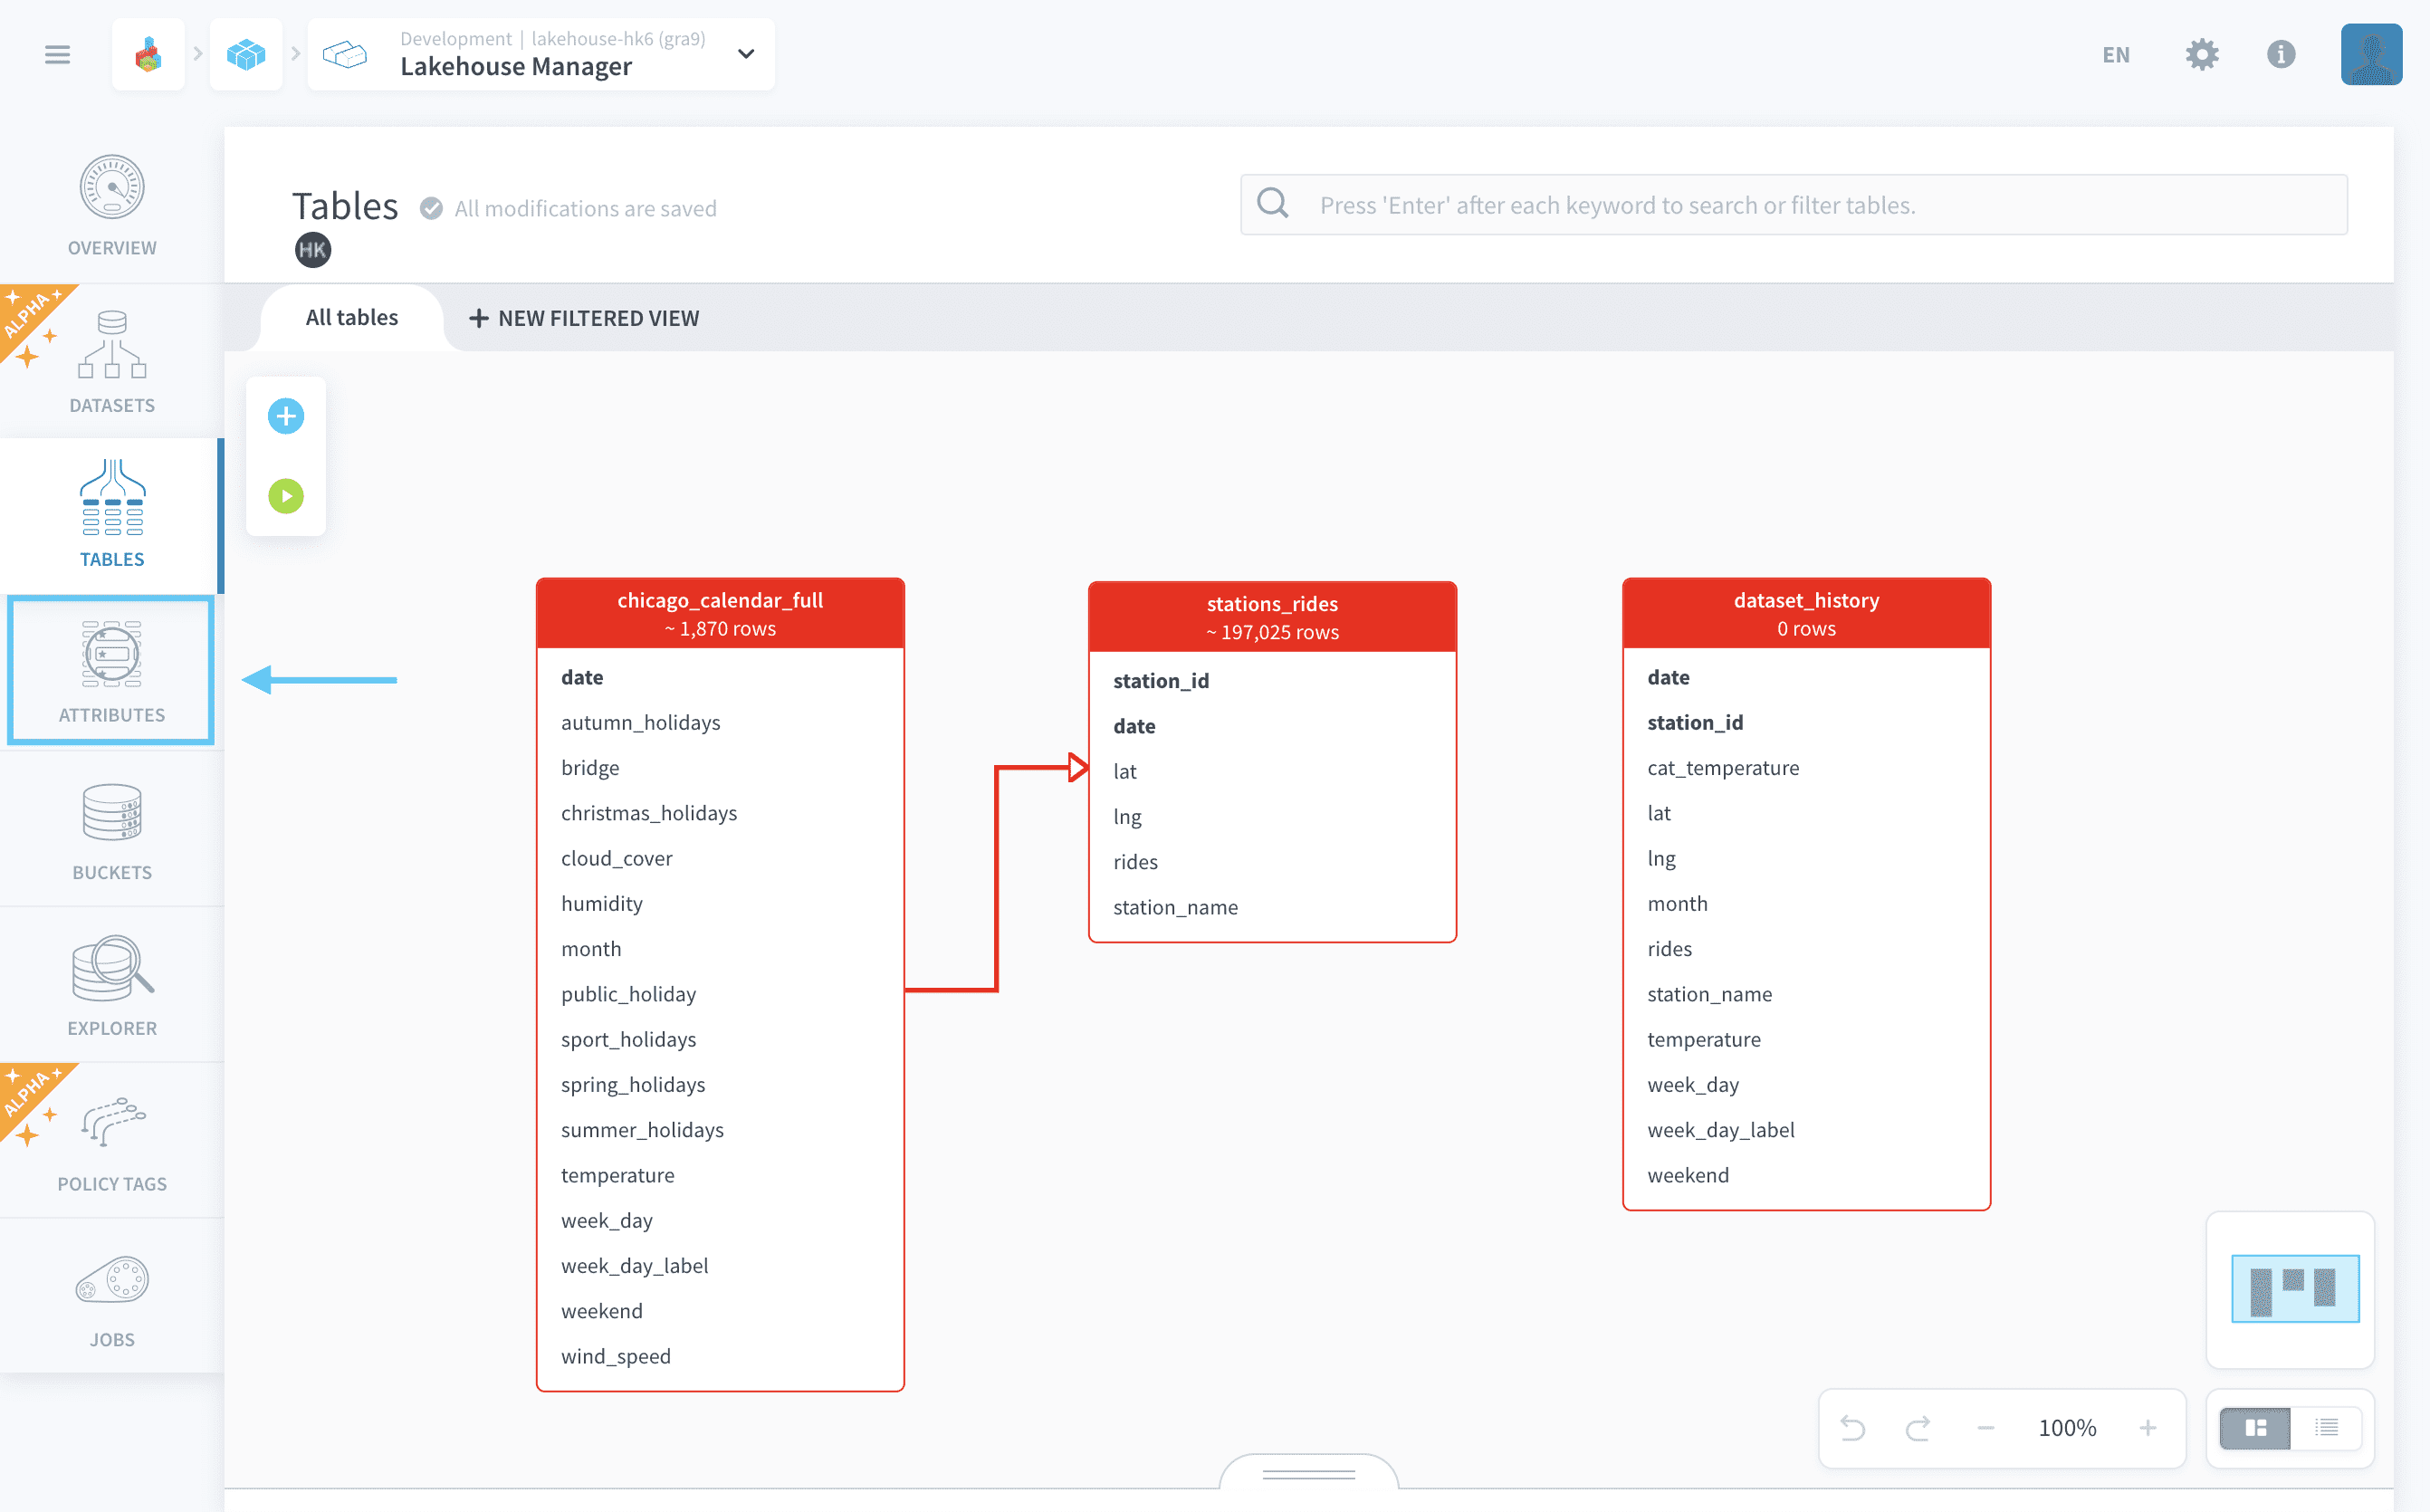 Development | lakehouse-hk6 (gra9)
Lakehouse Manager
EN
OVERVIEW
ALPHA
DATASETS
TABLES
ATTRIBUTES
BUCKETS
EXPLORER
ALPHA
POLICY TAGS
JOBS
Tables
All modifications are saved
HK
Press 'Enter' after each keyword to search or filter tables.
All tables
NEW FILTERED VIEW
chicago_calendar_full
~ 1,870 rows
date
autumn_holidays
bridge
christmas_holidays
cloud_cover
humidity
month
public_holiday
sport_holidays
spring_holidays
summer_holidays
temperature
week_day
week_day_label
weekend
wind_speed
stations_rides
~ 197,025 rows
station_id
date
lat
lng
rides
station_name
dataset_history
0 rows
date
station_id
cat_temperature
lat
lng
month
rides
station_name
temperature
week_day
week_day_label
weekend
100%